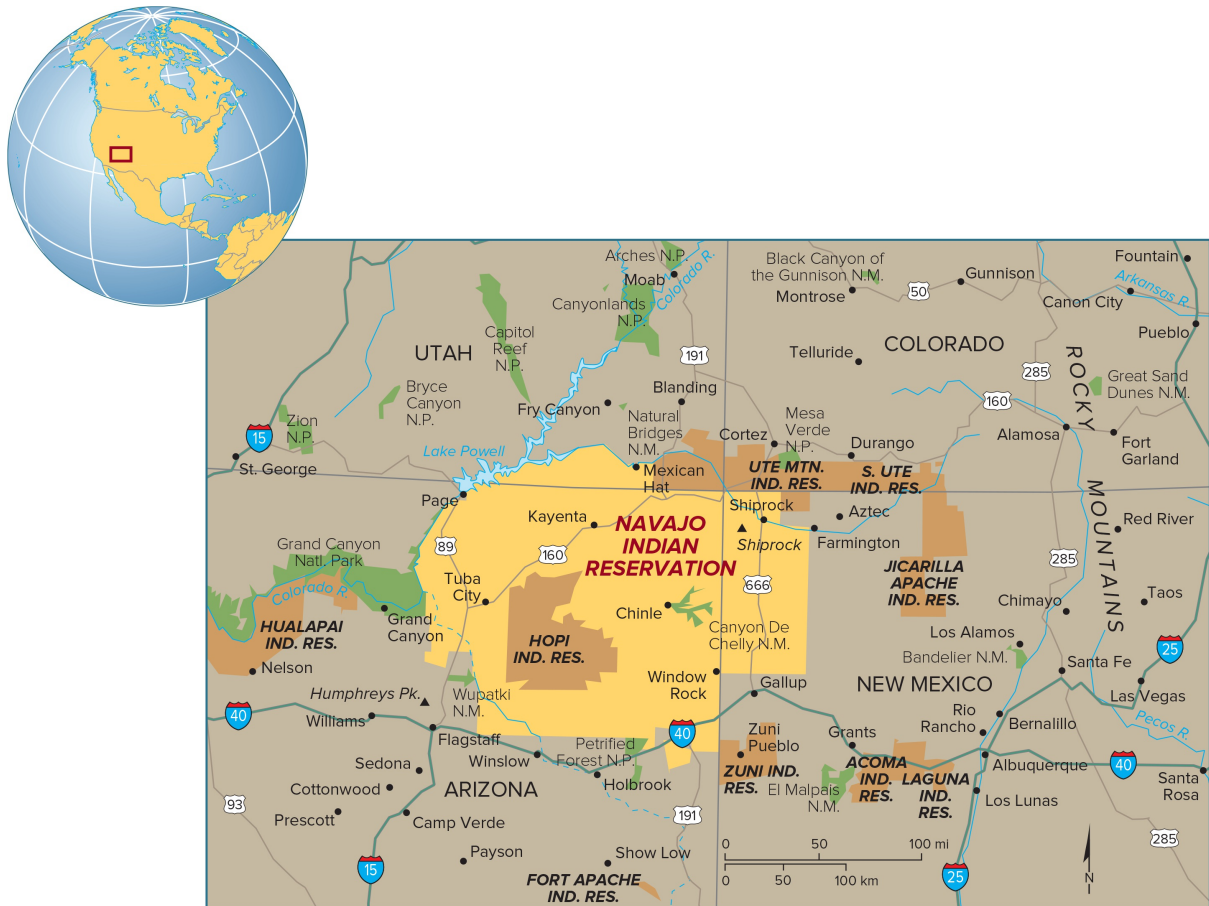 Arches N.P.
Moab
Colorado R.
Canyonlands
N.P.
Black Canyon of
the Gunnison N.M.
Montrose
50
Gunnison
Fountain
Arkansas R.
Canon City
Pueblo
UTAH
Capitol
Reef
N.P.
191
Telluride
COLORADO
285
ROCKY
MOUNTAINS
Great Sand
Dunes N.M.
Bryce
Canyon
N.P.
Blanding
Fry Canyon
Natural
Bridges
N.M.
Zion
N.P.
15
St. George
Lake Powell
Cortez
Mesa
Verde
N.P.
Durango
160
Alamosa
Fort
Garland
Mexican
Hat
UTE MTN.
IND. RES.
S. UTE
IND. RES.
Page
Kayenta
NAVAJO
INDIAN
RESERVATION
Shiprock
Shiprock
Aztec
Farmington
Red River
89
160
Grand Canyon
Natl. Park
Colorado R.
Tuba
City
666
JICARILLA
APACHE
IND. RES.
285
Chimayo
Taos
HUALAPAI
IND. RES.
Grand
Canyon
HOPI
IND. RES.
Chinle
Canyon De
Chelly N.M.
Los Alamos
Bandelier N.M.
25
Nelson
Humphreys Pk.
Wupatki
N.M.
Window
Rock
Gallup
NEW MEXICO
Santa Fe
Las Vegas
40
Williams
Flagstaff
Winslow
Petrified
Forest N.P.
40
Zuni
Pueblo
Grants
Rio
Rancho
Bernalillo
Pecos R.
Sedona
Cottonwood
ARIZONA
Holbrook
ZUNI IND.
RES.
El Malpais
N.M.
ACOMA
IND.
RES.
LAGUNA
IND.
RES.
Albuquerque
40
Santa
Rosa
93
Prescott
Camp Verde
191
Los Lunas
285
15
Payson
Show Low
FORT APACHE
IND. RES.
0 50 100 mi
0 50 100 km
25
N